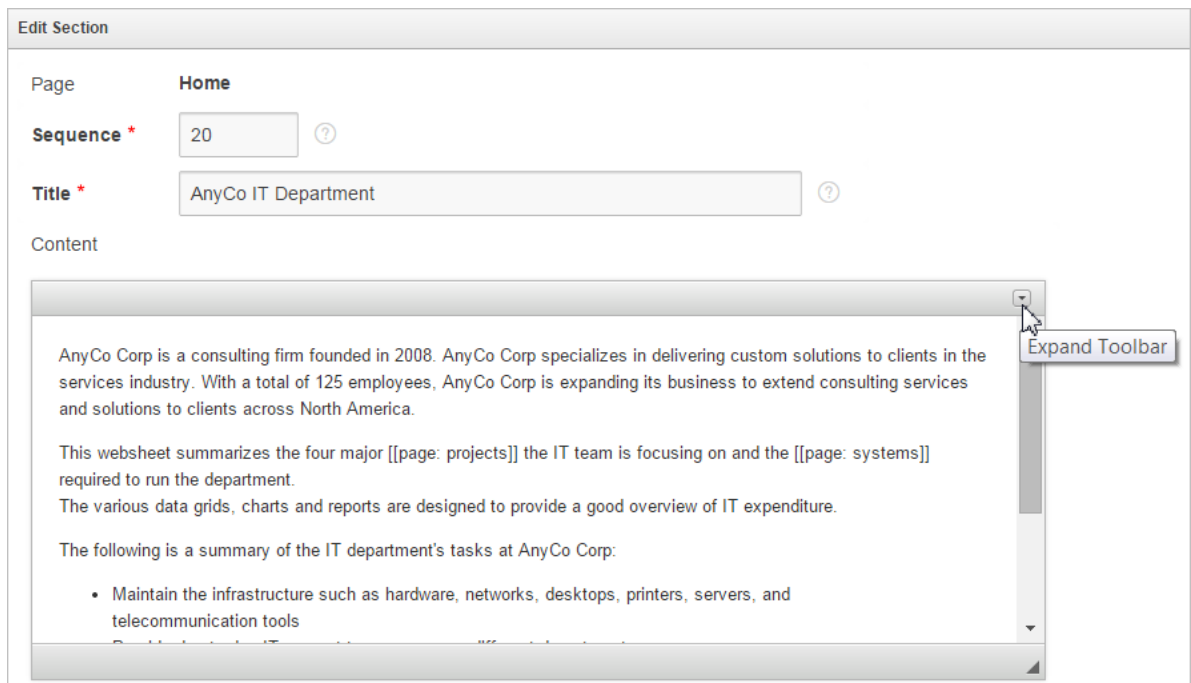 Edit Section
Page Home
Sequence * 20 ?
Title * AnyCo IT Department ?
Content
Expand Toolbar
AnyCo Corp is a consulting firm founded in 2008. AnyCo Corp specializes in delivering custom solutions to clients in the
services industry. With a total of 125 employees, AnyCo Corp is expanding its business to extend consulting services
and solutions to clients across North America.
This websheet summarizes the four major [[page: projects]] the IT team is focusing on and the [[page: systems]]
required to run the department.
The various data grids, charts and reports are designed to provide a good overview of IT expenditure.
The following is a summary of the IT department's tasks at AnyCo Corp:
• Maintain the infrastructure such as hardware, networks, desktops, printers, servers, and
telecommunication tools